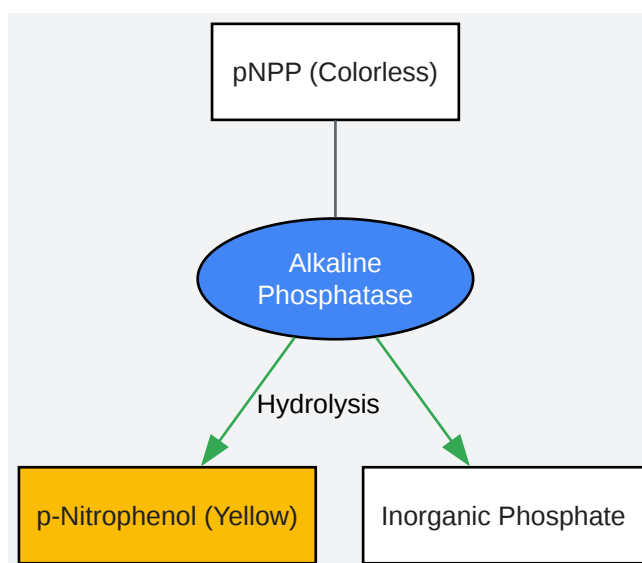 pNPP (Colorless)
Alkaline
Phosphatase
Hydrolysis
p-Nitrophenol (Yellow)
Inorganic Phosphate